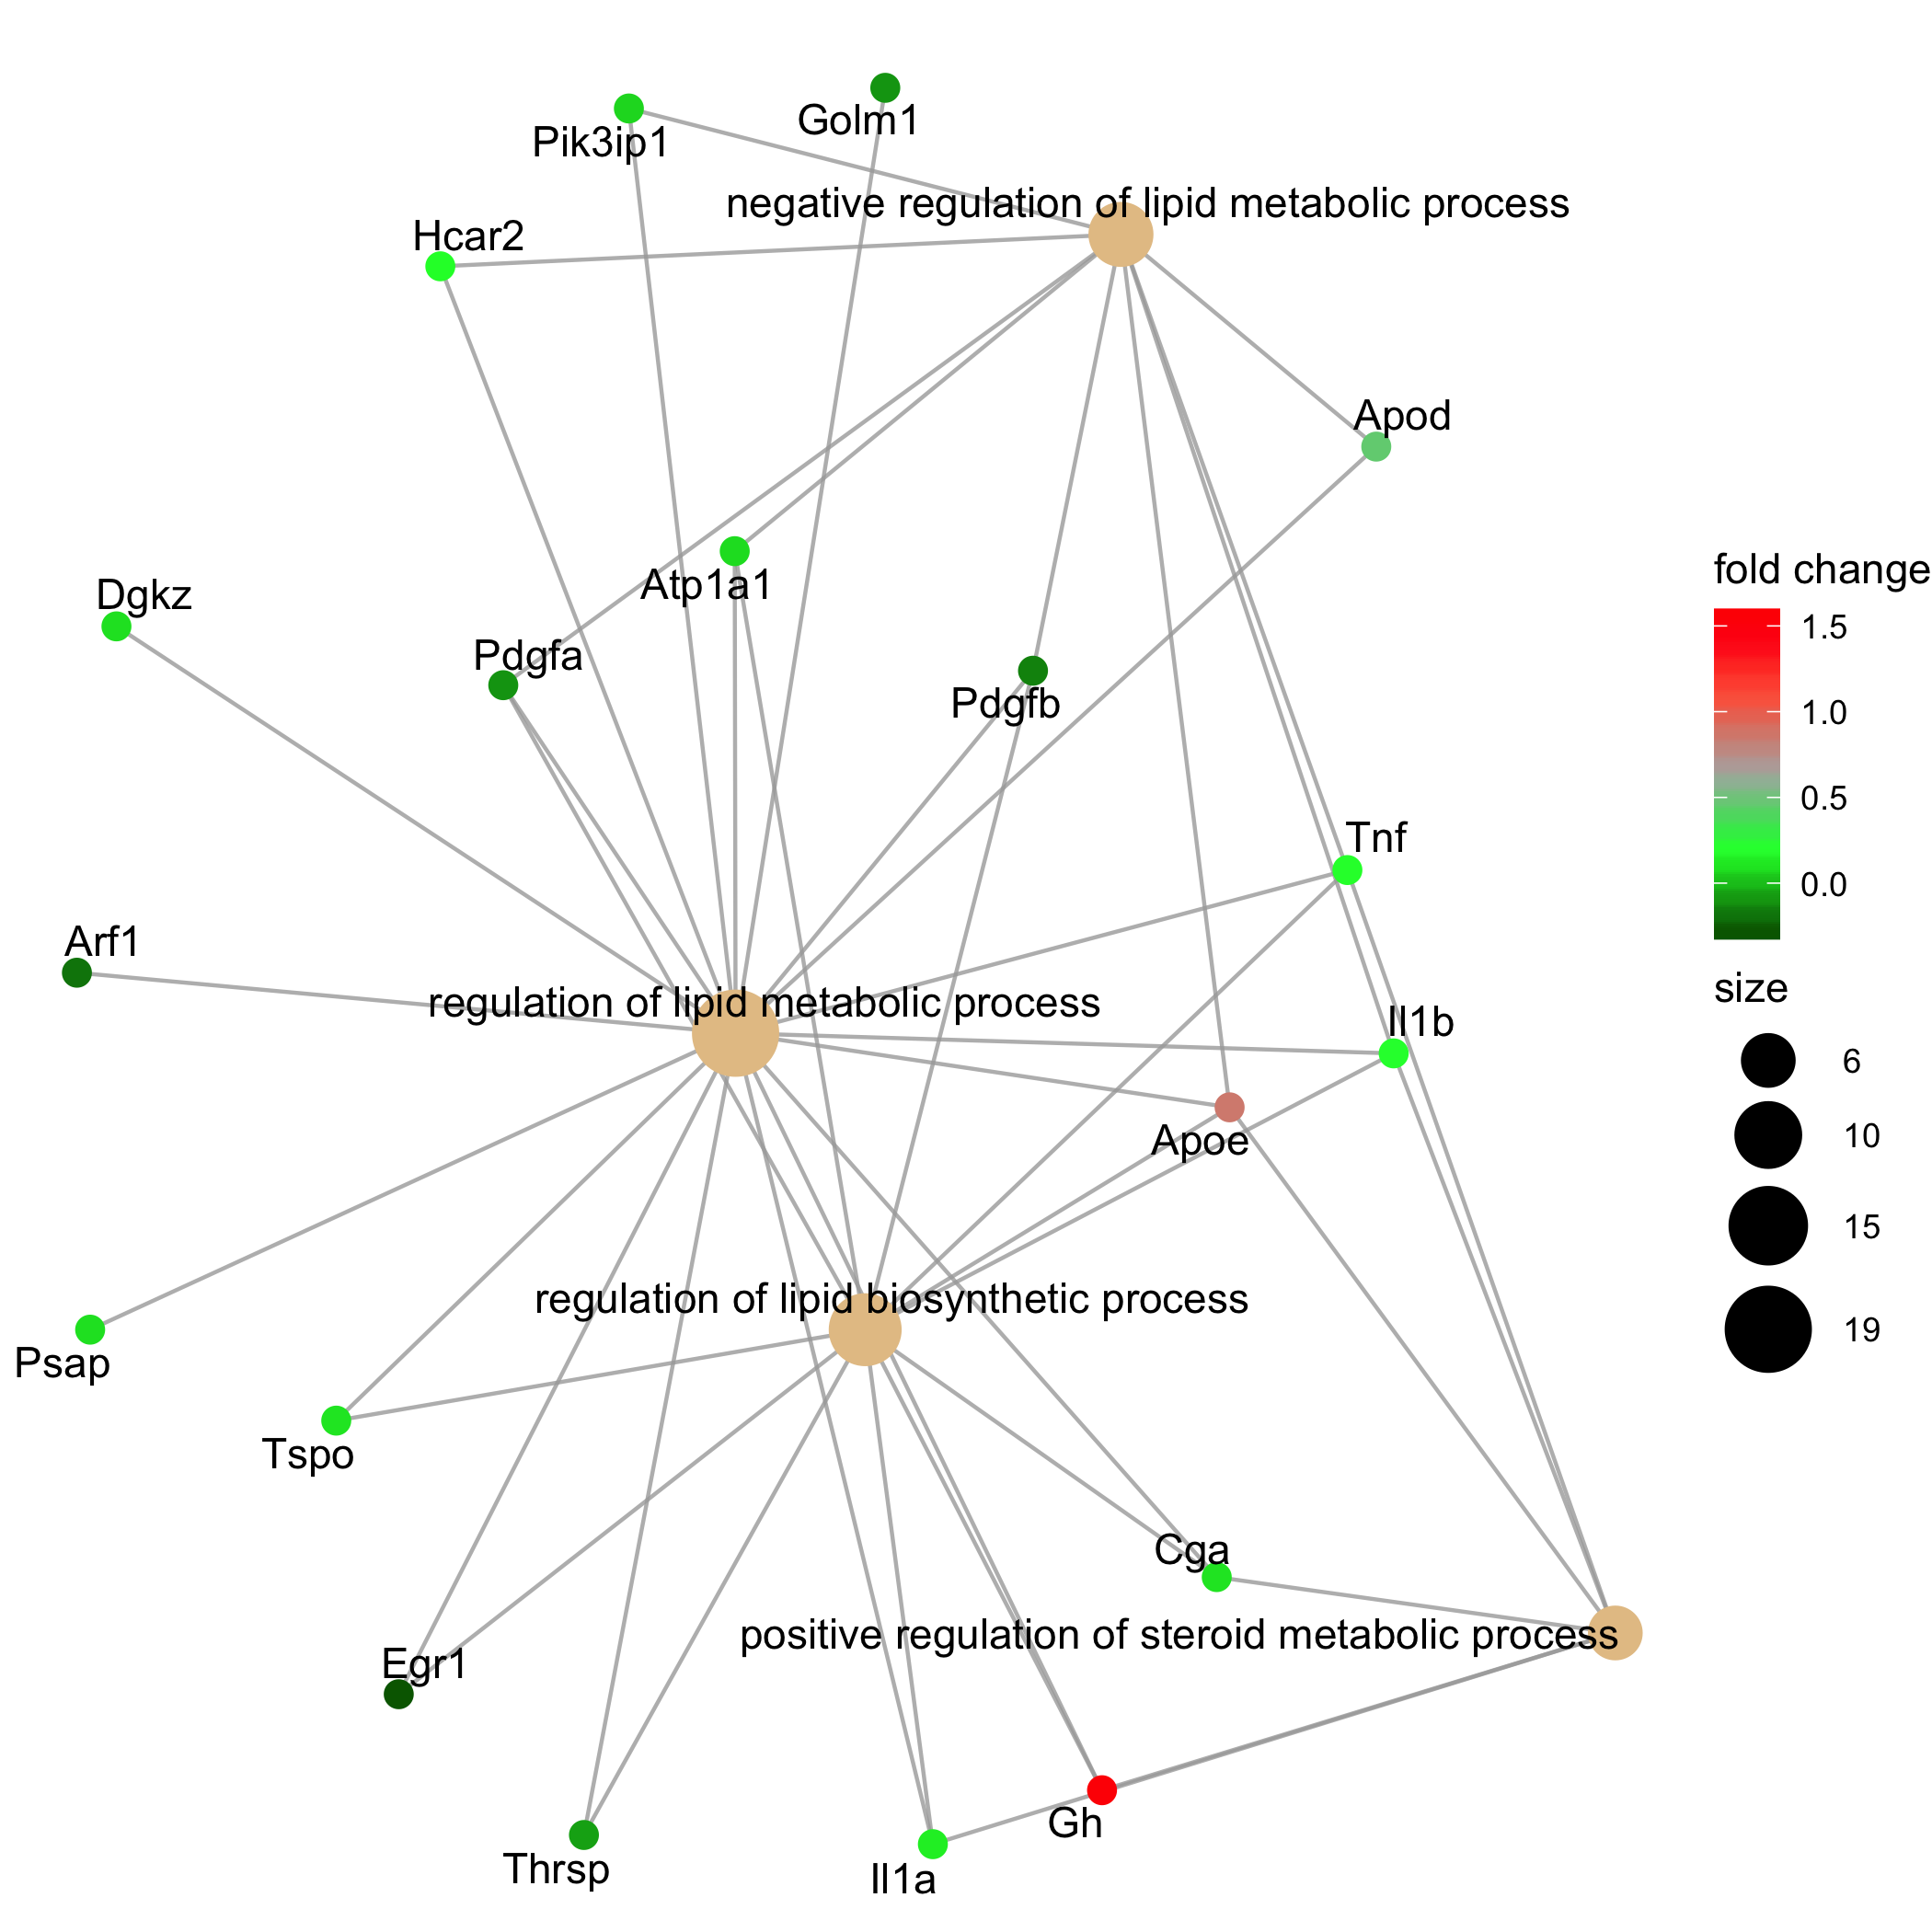 Golm1
Pik3ip1
negative regulation of lipid metabolic process
Hcar2
Apod
fold change
Atp1a1
Dgkz
1.5
Pdgfa
Pdgfb
1.0
0.5
Tnf
0.0
Arf1
size
regulation of lipid metabolic process
Il1b
6
Apoe
10
15
regulation of lipid biosynthetic process
19
Psap
Tspo
Cga
positive regulation of steroid metabolic process
Egr1
Gh
Thrsp
Il1a